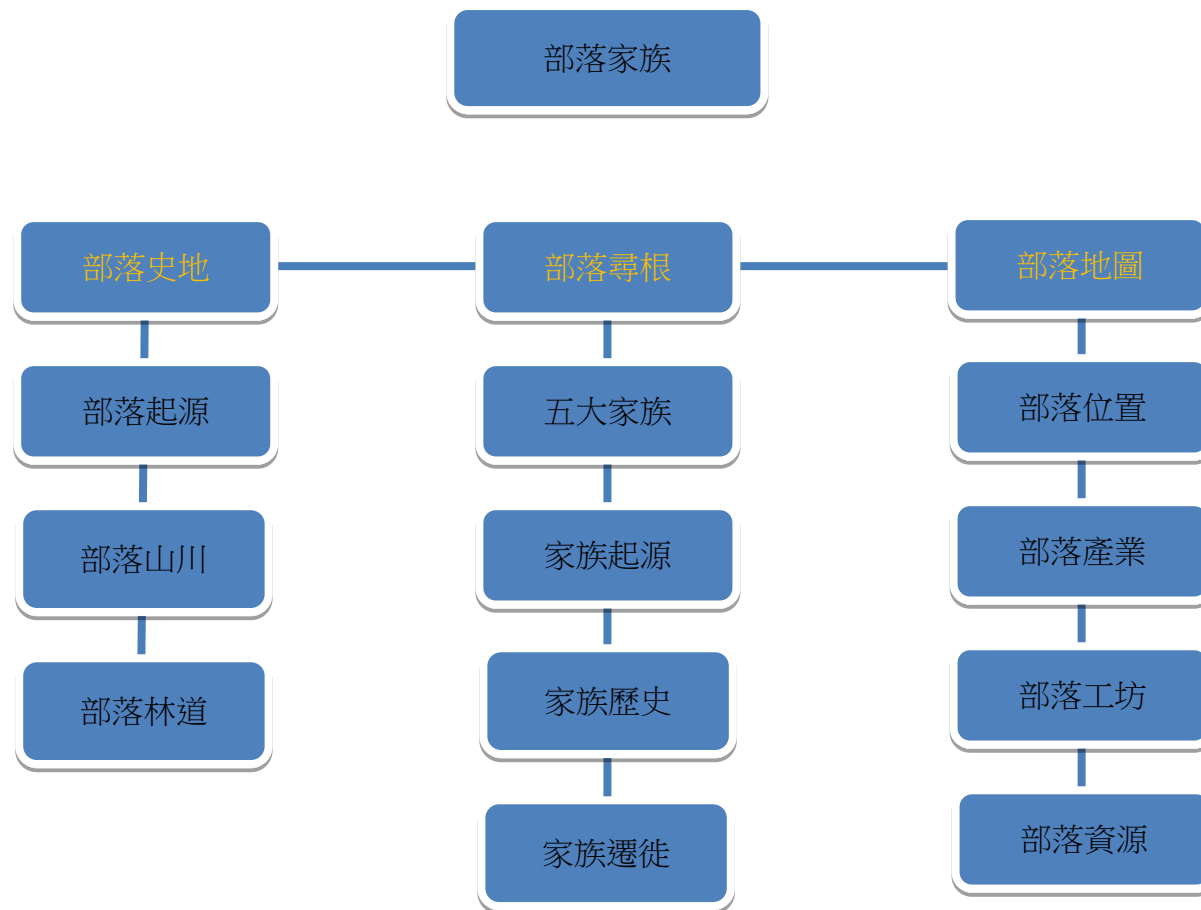 部落家族
部落史地
部落尋根
部落地圖
部落起源
五大家族
部落位置
部落山川
家族起源
部落產業
部落林道
家族歷史
部落工坊
家族遷徙
部落資源